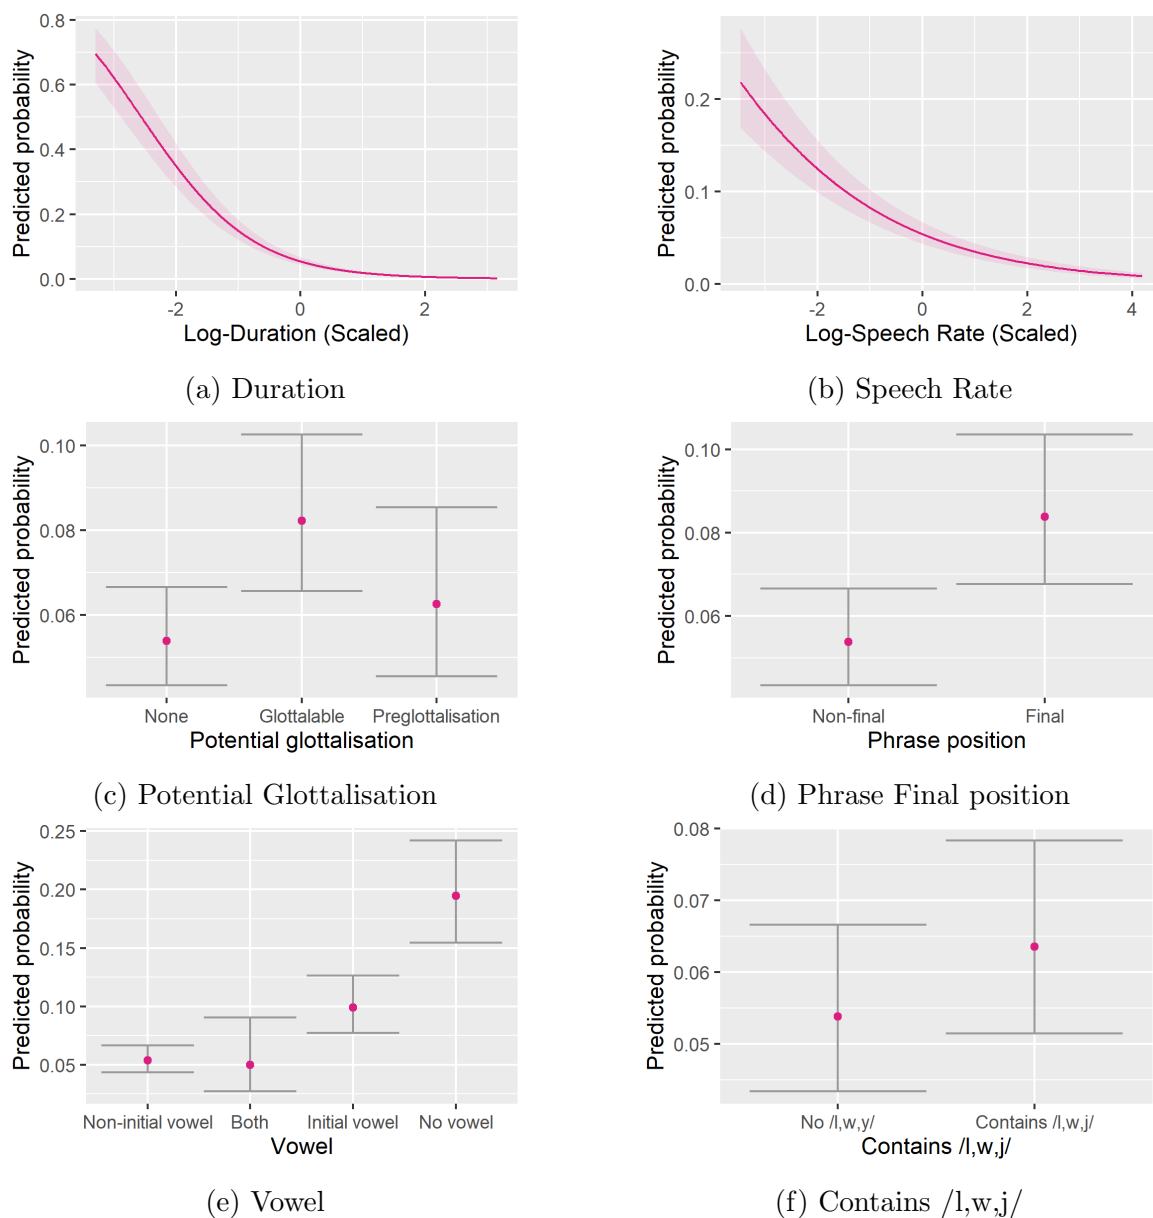 0.8
0.6
0.4
0.2
0.0
Predicted probability
-2 0 2
Log-Duration (Scaled)
(a) Duration
0.2
0.1
0.0
Predicted probability
-2 0 2 4
Log-Speech Rate (Scaled)
(b) Speech Rate
0.10
0.08
0.06
Predicted probability
None Glottalable Preglottalisation
Potential glottalisation
(c) Potential Glottalisation
0.10
0.08
0.06
Predicted probability
Non-final Final
Phrase position
(d) Phrase Final position
0.25
0.20
0.15
0.10
0.05
Predicted probability
Non-initial vowel Both Initial vowel No vowel
Vowel
(e) Vowel
0.08
0.07
0.06
0.05
Predicted probability
No /l,w,y/ Contains /l,w,j/
Contains /l,w,j/
(f) Contains /l,w,j/